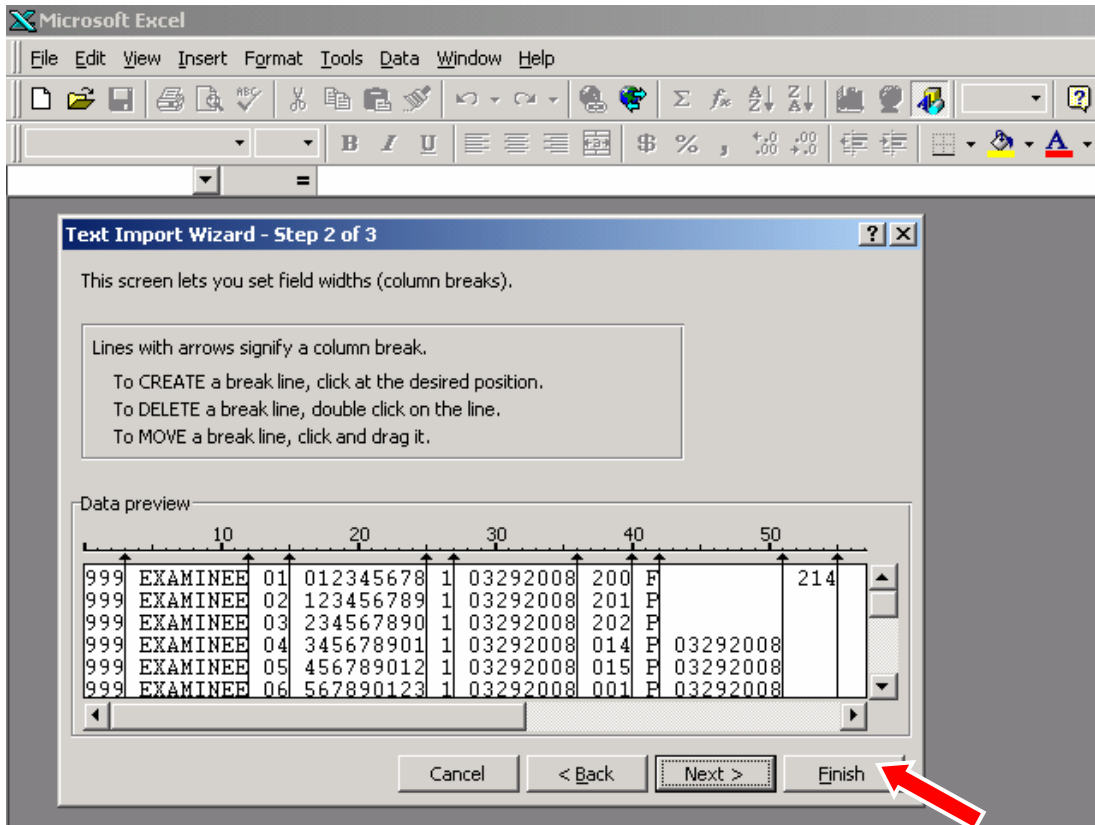 Microsoft Excel
File Edit View Insert Format Tools Data Window Help
ABC Σ fx A Z Z A ?
B I U a $ % , .0 .00 .00 .0 A
=
Text Import Wizard - Step 2 of 3 ? ×
This screen lets you set field widths (column breaks).
Lines with arrows signify a column break.
To CREATE a break line, click at the desired position.
To DELETE a break line, double click on the line.
To MOVE a break line, click and drag it.
Data preview
10 20 30 40 50
999 EXAMINEE 01 012345678 1 03292008 200 F 214
999 EXAMINEE 02 123456789 1 03292008 201 P
999 EXAMINEE 03 234567890 1 03292008 202 P
999 EXAMINEE 04 345678901 1 03292008 014 P 03292008
999 EXAMINEE 05 456789012 1 03292008 015 P 03292008
999 EXAMINEE 06 567890123 1 03292008 001 P 03292008
Cancel < Back Next > Finish